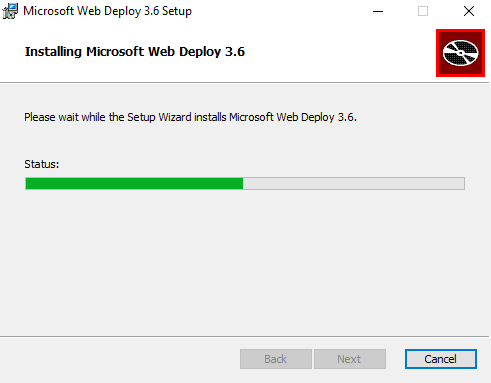 Microsoft Web Deploy 3.6 Setup
Installing Microsoft Web Deploy 3.6
Please wait while the Setup Wizard installs Microsoft Web Deploy 3.6.
Status:
Back Next Cancel